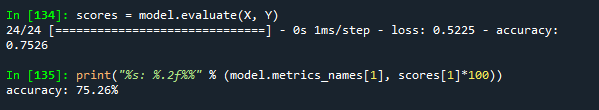 In [134]: scores = model.evaluate(X, Y)
24/24 [==============================] - 0s 1ms/step - loss: 0.5225 - accuracy:
0.7526
In [135]: print("%s: %.2f%%" % (model.metrics_names[1], scores[1]*100))
accuracy: 75.26%